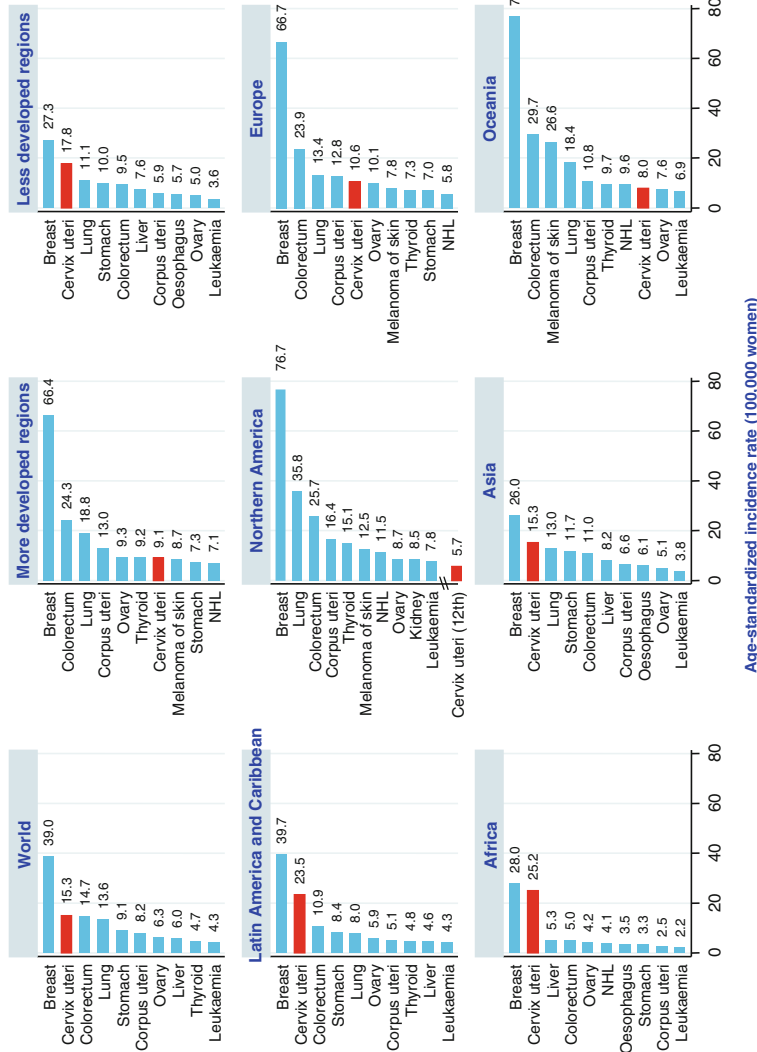 World
Breast 39.0
Cervix uteri 15.3
Colorectum 14.7
Lung 13.6
Stomach 9.1
Corpus uteri 8.2
Ovary 6.3
Liver 6.0
Thyroid 4.7
Leukaemia 4.3
More developed regions
Breast 66.4
Colorectum 24.3
Lung 18.8
Corpus uteri 13.0
Ovary 9.3
Thyroid 9.2
Cervix uteri 9.1
Melanoma of skin 8.7
Stomach 7.3
NHL 7.1
Less developed regions
Breast 27.3
Cervix uteri 17.8
Lung 11.1
Stomach 10.0
Colorectum 9.5
Liver 7.6
Corpus uteri 5.9
Oesophagus 5.7
Ovary 5.0
Leukaemia 3.6
Latin America and Caribbean
Breast 39.7
Cervix uteri 23.5
Colorectum 10.9
Stomach 8.4
Lung 8.0
Ovary 5.9
Corpus uteri 5.1
Thyroid 4.8
Liver 4.6
Leukaemia 4.3
Northern America
Breast 76.7
Lung 35.8
Colorectum 25.7
Corpus uteri 16.4
Thyroid 15.1
Melanoma of skin 12.5
NHL 11.5
Ovary 8.7
Kidney 8.5
Leukaemia 7.8
Cervix uteri (12th) 5.7
Europe
Breast 66.7
Colorectum 23.9
Lung 13.4
Corpus uteri 12.8
Cervix uteri 10.6
Ovary 10.1
Melanoma of skin 7.8
Thyroid 7.3
Stomach 7.0
NHL 5.8
Africa
Breast 28.0
Cervix uteri 25.2
Liver 5.3
Colorectum 5.0
Ovary 4.2
NHL 4.1
Oesophagus 3.5
Stomach 3.3
Corpus uteri 2.5
Leukaemia 2.2
0 20 40 60 80
Asia
Breast 26.0
Cervix uteri 15.3
Lung 13.0
Stomach 11.7
Colorectum 11.0
Liver 8.2
Corpus uteri 6.6
Oesophagus 6.1
Ovary 5.1
Leukaemia 3.8
0 20 40 60 80
Oceania
Breast
Colorectum 29.7
Melanoma of skin 26.6
Lung 18.4
Corpus uteri 10.8
Thyroid 9.7
NHL 9.6
Cervix uteri 8.0
Ovary 7.6
Leukaemia 6.9
0 20 40 60 80
Age-standardized incidence rate (100,000 women)